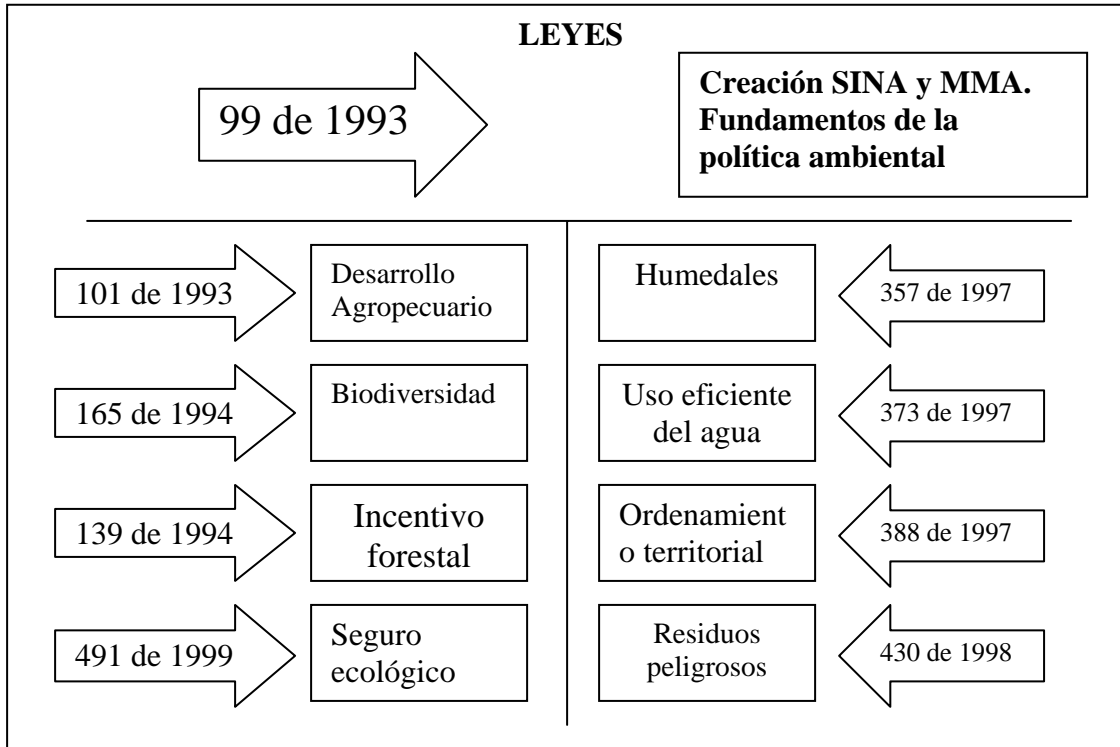 LEYES
99 de 1993
Creación SINA y MMA.
Fundamentos de la
política ambiental
101 de 1993
Desarrollo
Agropecuario
165 de 1994
Biodiversidad
139 de 1994
Incentivo
forestal
491 de 1999
Seguro
ecológico
Humedales
357 de 1997
Uso eficiente
del agua
373 de 1997
Ordenamient
o territorial
388 de 1997
Residuos
peligrosos
430 de 1998